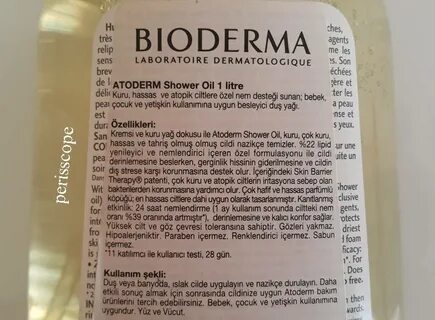 BIODERMA
LABORATOIRE DERMATOLOGIQUE
ATODERM Shower Oil 1 litre
Kuru, hassas ve atopik ciltlere özel nem desteği sunan; bebek,
çocuk ve yetişkin kullanımına uygun besleyici duş yağı.
Özellikleri:
Kremsi ve kuru yağ dokusu ile Atoderm Shower Oil, kuru, çok kuru,
hassas ve tahriş olmuş cildi nazikçe temizler. %22 lipid
yenileyici ve nemlendirici içeren özel formulasyonu ile cildi
derinlemesine beslerken, gerginlik hissinin giderilmesine ve cildin
dış strese karşı korunmasına destek olur. İçeriğindeki Skin Barrier
Therapy® patenti, çok kuru ve atopik ciltlerin irritasyona sebep olan
bakterilerden korunmasına yardımcı olur. Çok hafif ve hassas parfümlü
köpüğü; en hassas ciltlere dahi uygun olarak tasarlanmıştır. Kanıtlanmış
etkinlik: 24 saat nemlendirme (1 ay kullanım sonunda ciltteki nem
oranı %39 oranında artmıştır*), derinlemesine ve kalıcı konfor sağlar.
Yüksek cilt ve göz çevresi toleransına sahiptir. Gözleri yakmaz.
Hipoalerjeniktir. Paraben içermez. Renklendirici içermez. Sabun
içermez.
*11 katılımcı ile kullanıcı testi, 28 gün.
Kullanım şekli:
Duş veya banyoda, ıslak cilde uygulayın ve nazikçe durulayın. Daha
etkili sonuç almak için sonrasında cildinize uygun Atoderm bakım
ürünlerini tercih edebilirsiniz. Bebek, çocuk ve yetişkin kullanımına
uygundur. Yüz ve Vücut.
perisscope